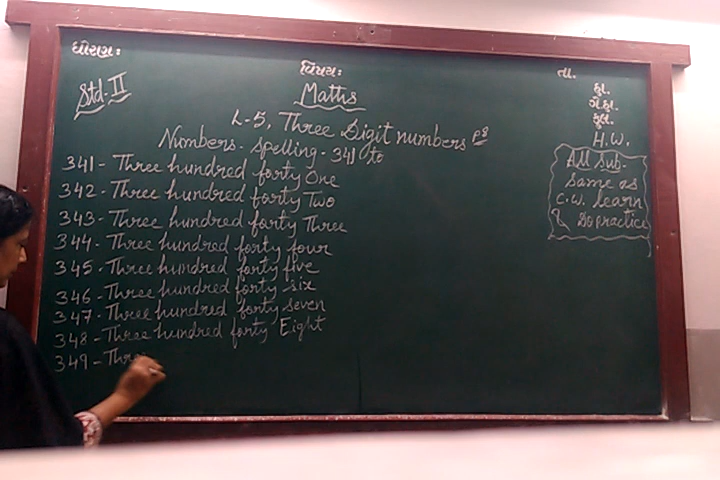 ધોરણઃ
વિષયઃ
તા.
Std. II
Maths
કા.
ગે.કા.
કુલ.
L-5, Three Digit numbers P8
H.W.
Numbers - Spelling - 341 to
All Sub.
Same as
C.W. learn
& Do practice
341 - Three hundred forty One
342 - Three hundred forty Two
343 - Three hundred forty Three
344 - Three hundred forty four
345 - Three hundred forty five
346 - Three hundred forty six
347 - Three hundred forty seven
348 - Three hundred forty Eight
349 - Three